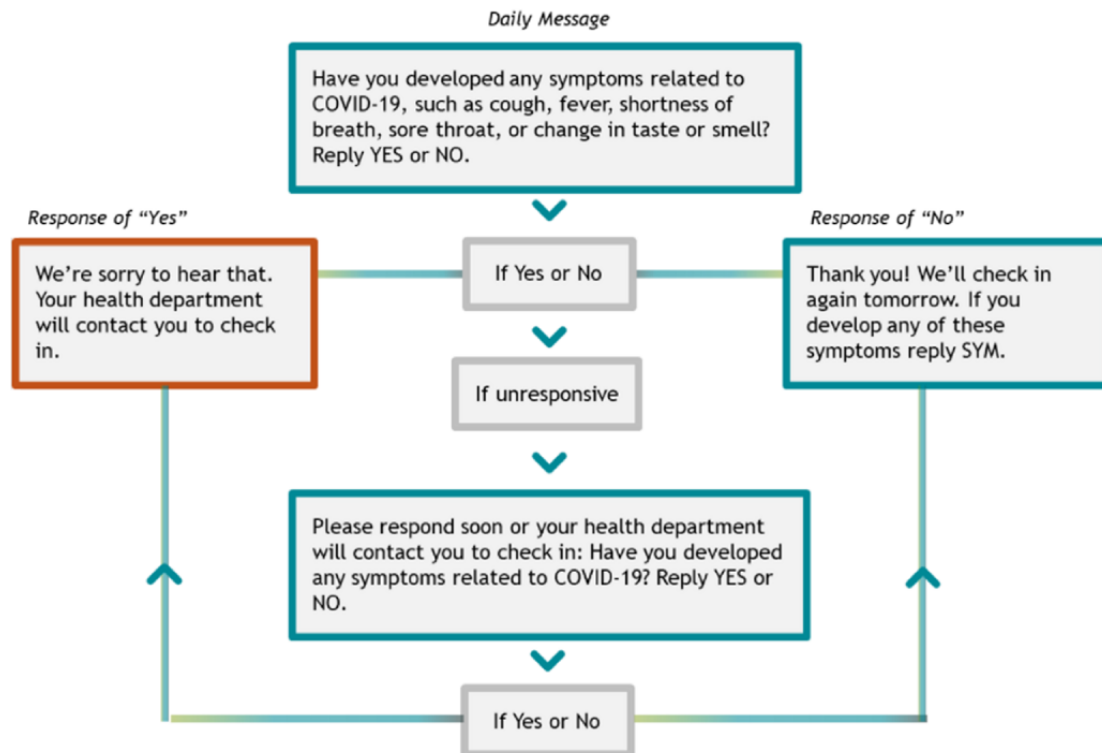 Daily Message
Have you developed any symptoms related to
COVID-19, such as cough, fever, shortness of
breath, sore throat, or change in taste or smell?
Reply YES or NO.
Response of “Yes”
We’re sorry to hear that.
Your health department
will contact you to check
in.
If Yes or No
Response of “No”
Thank you! We’ll check in
again tomorrow. If you
develop any of these
symptoms reply SYM.
If unresponsive
Please respond soon or your health department
will contact you to check in: Have you developed
any symptoms related to COVID-19? Reply YES or
NO.
If Yes or No